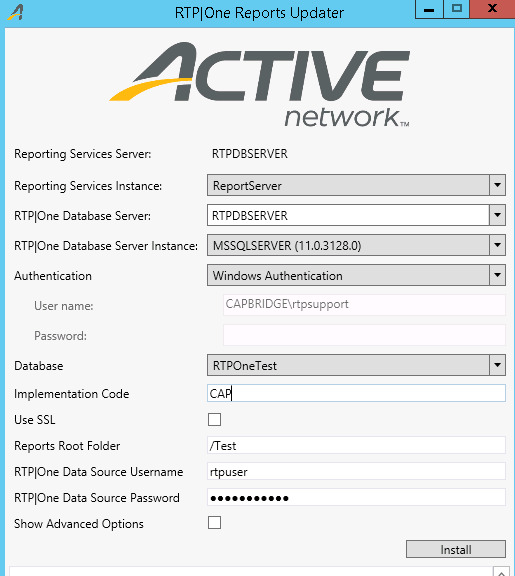 RTP|One Reports Updater
ACTIVE
network™
Reporting Services Server: RTPDBSERVER
Reporting Services Instance: ReportServer
RTP|One Database Server: RTPDBSERVER
RTP|One Database Server Instance: MSSQLSERVER (11.0.3128.0)
Authentication Windows Authentication
User name: CAPBRIDGE\rtpsupport
Password:
Database RTPOneTest
Implementation Code CAP
Use SSL
Reports Root Folder /Test
RTP|One Data Source Username rtpuser
RTP|One Data Source Password ●●●●●●●●●●●
Show Advanced Options
Install